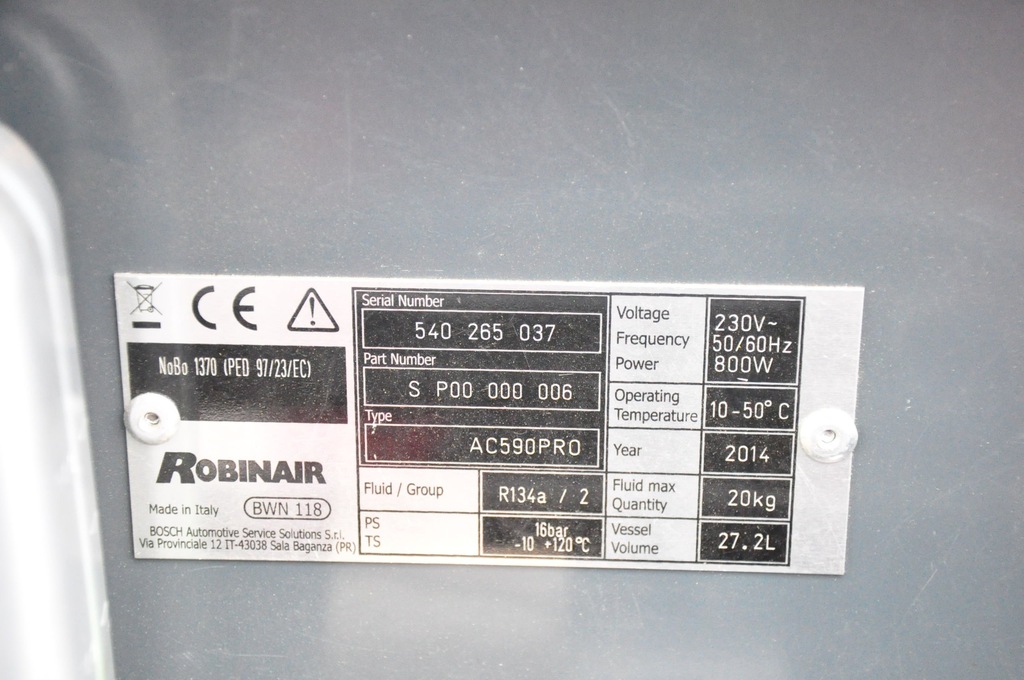 CE
NoBo 1370 (PED 97/23/EC)
ROBINAIR
Made in Italy BWN 118
BOSCH Automotive Service Solutions S.r.l.
Via Provinciale 12 IT-43038 Sala Baganza (PR)
Serial Number
540 265 037
Part Number
S P00 000 006
Type
AC590PRO
Fluid / Group R134a / 2
PS 16bar
TS -10 +120°C
Voltage 230V~
Frequency 50/60Hz
Power 800W
Operating
Temperature 10-50°C
Year 2014
Fluid max
Quantity 20kg
Vessel
Volume 27.2L